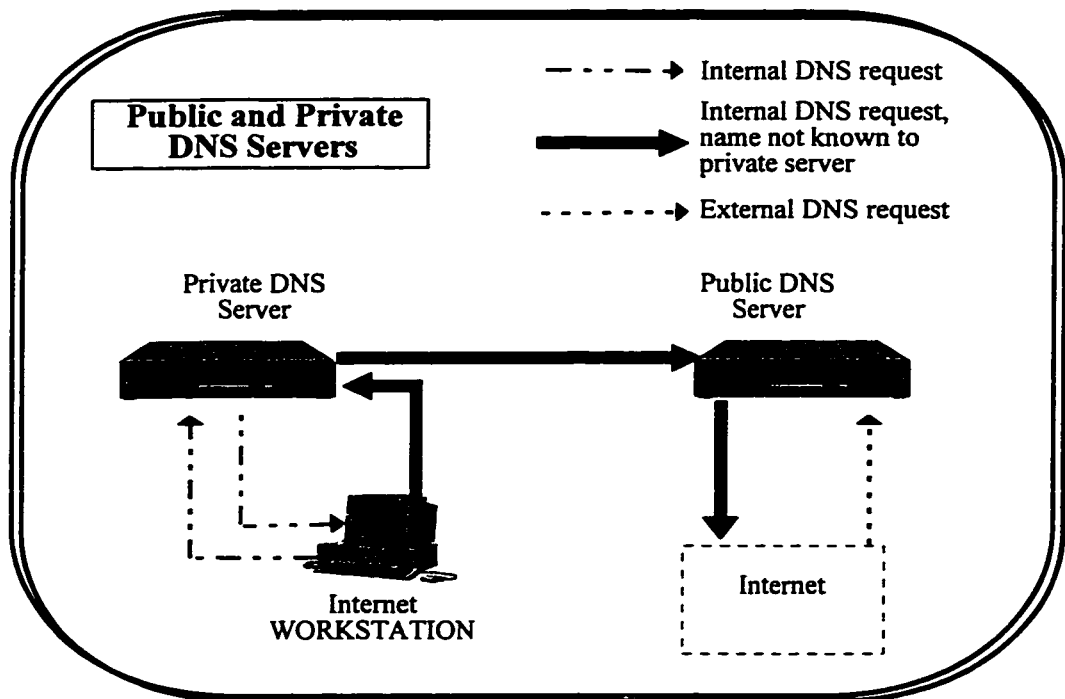 Public and Private
DNS Servers
Internal DNS request
Internal DNS request,
name not known to
private server
External DNS request
Private DNS
Server
Public DNS
Server
Internet
WORKSTATION
Internet